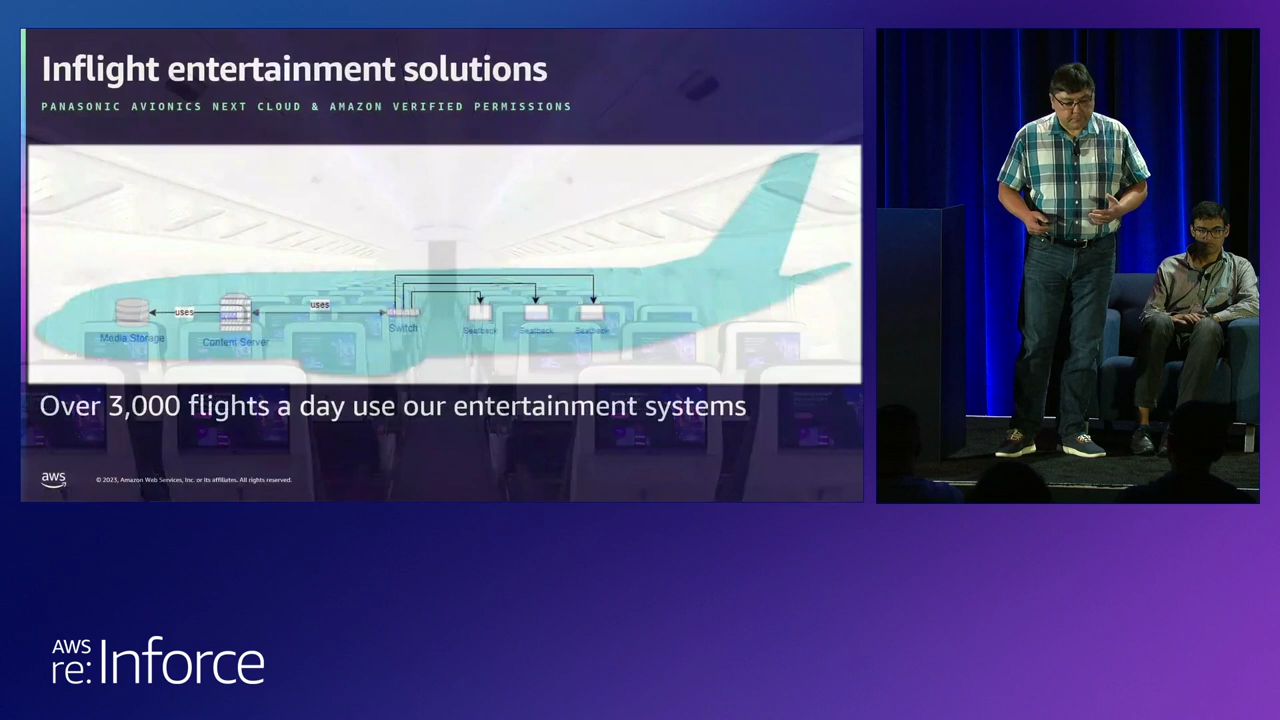 Inflight entertainment solutions
PANASONIC AVIONICS NEXT CLOUD & AMAZON VERIFIED PERMISSIONS
uses
uses
Media Storage
Content Server
Switch
Seatback
Seatback
Seatback
Over 3,000 flights a day use our entertainment systems
aws
© 2023, Amazon Web Services, Inc. or its affiliates. All rights reserved.
AWS
re:Inforce